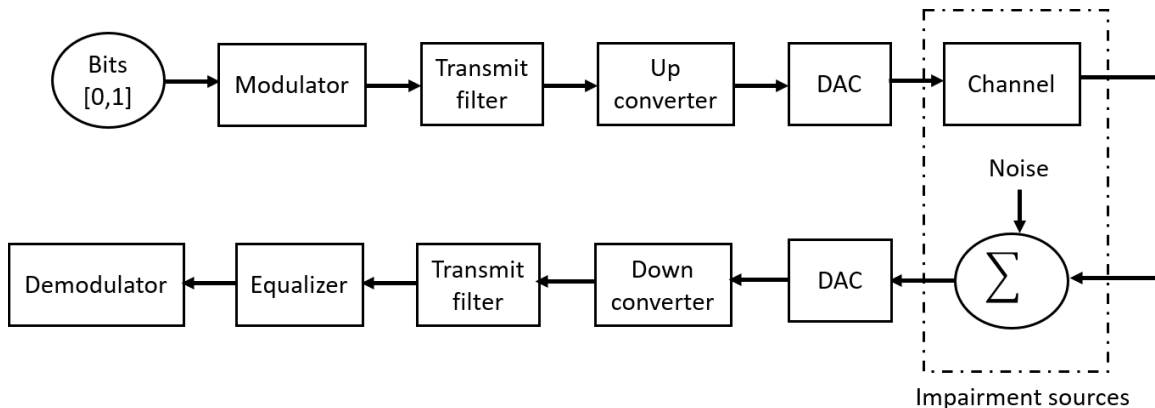 Bits
[0,1]
Modulator
Transmit
filter
Up
converter
DAC
Channel
Noise
Demodulator
Equalizer
Transmit
filter
Down
converter
DAC
∑
Impairment sources